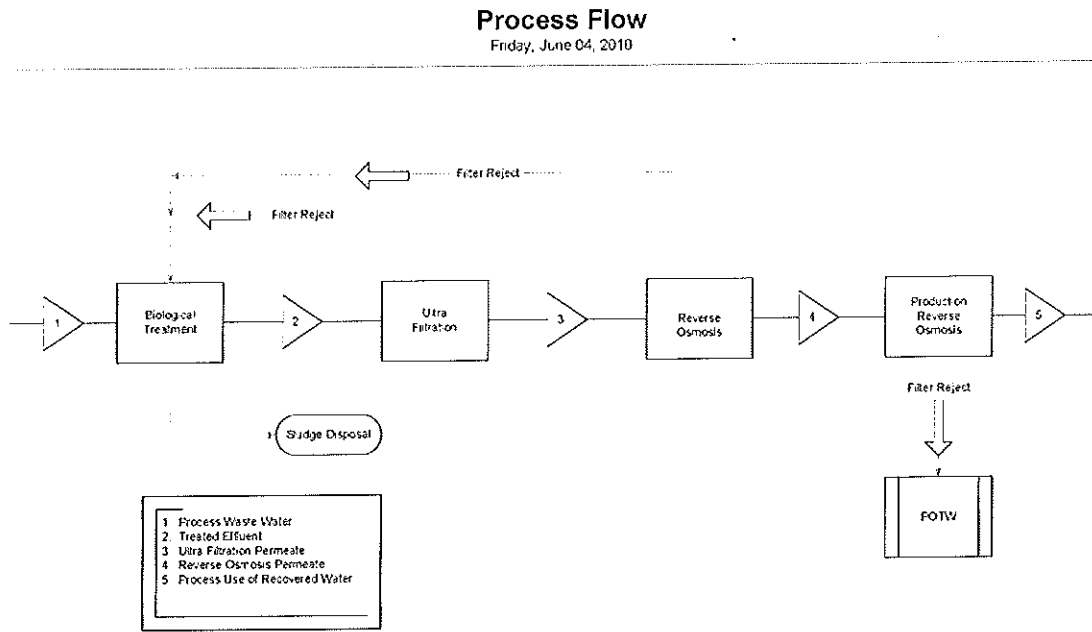 Process Flow
Friday, June 04, 2010
Filter Reject
Filter Reject
1
Biological
Treatment
2
Ultra
Filtration
3
Reverse
Osmosis
4
Production
Reverse
Osmosis
5
Filter Reject
Sludge Disposal
POTW
1 Process Waste Water
2. Treated Effluent
3 Ultra Filtration Permeate
4 Reverse Osmosis Permeate
5 Process Use of Recovered Water